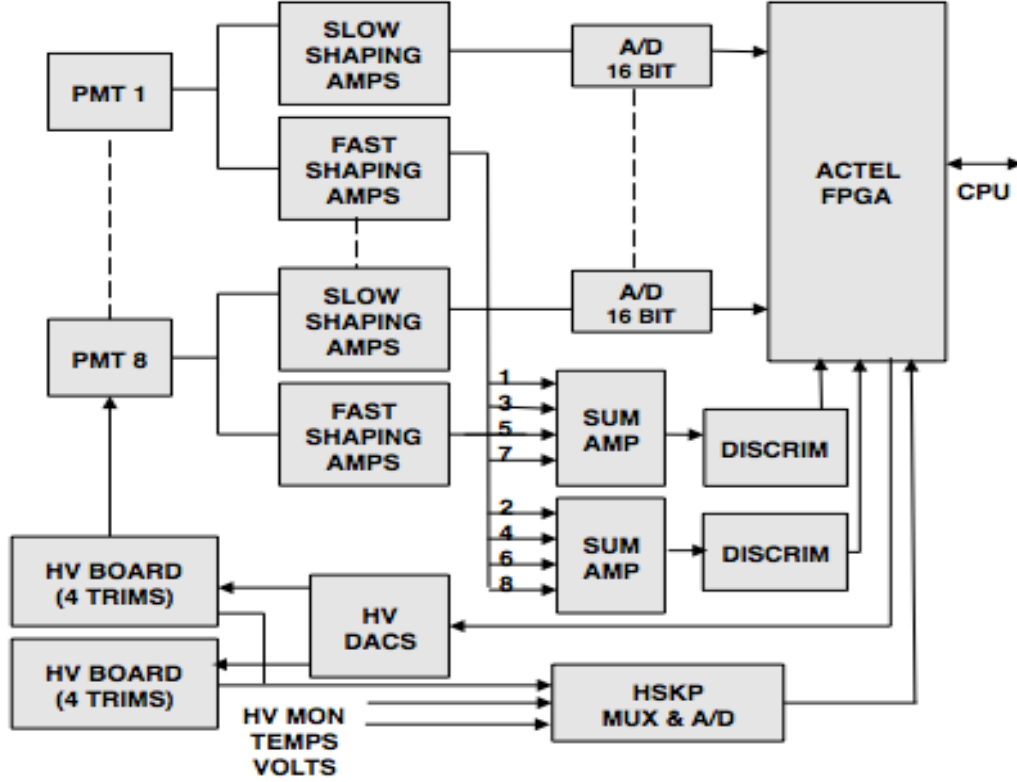 SLOW
SHAPING
AMPS
A/D
16 BIT
PMT 1
FAST
SHAPING
AMPS
ACTEL
FPGA
CPU
SLOW
SHAPING
AMPS
A/D
16 BIT
PMT 8
FAST
SHAPING
AMPS
1
3
5
7
SUM
AMP
DISCRIM
2
4
6
8
SUM
AMP
DISCRIM
HV BOARD
(4 TRIMS)
HV
DACS
HV BOARD
(4 TRIMS)
HV MON
TEMPS
VOLTS
HSKP
MUX & A/D